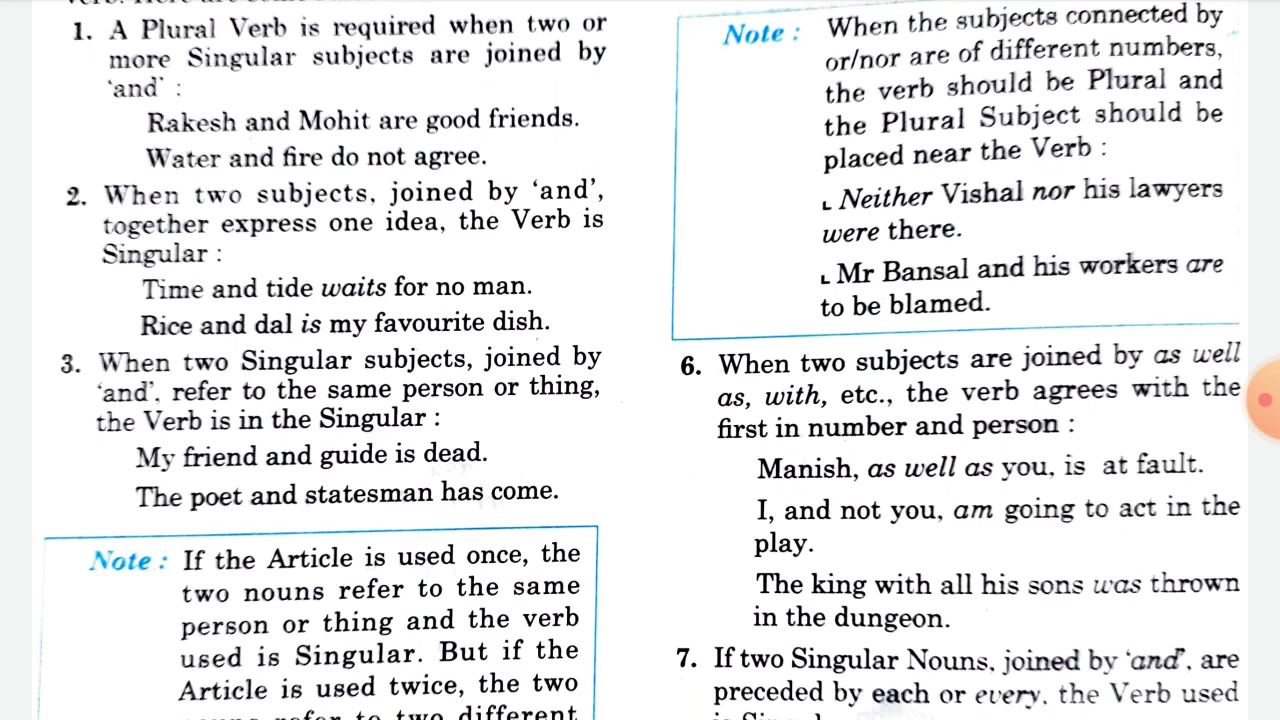 1. A Plural Verb is required when two or
more Singular subjects are joined by
'and' :
Rakesh and Mohit are good friends.
Water and fire do not agree.
2. When two subjects, joined by 'and',
together express one idea, the Verb is
Singular :
Time and tide waits for no man.
Rice and dal is my favourite dish.
3. When two Singular subjects, joined by
'and', refer to the same person or thing,
the Verb is in the Singular :
My friend and guide is dead.
The poet and statesman has come.
Note : If the Article is used once, the
two nouns refer to the same
person or thing and the verb
used is Singular. But if the
Article is used twice, the two
refer to two different
Note : When the subjects connected by
or/nor are of different numbers,
the verb should be Plural and
the Plural Subject should be
placed near the Verb :
Neither Vishal nor his lawyers
were there.
Mr Bansal and his workers are
to be blamed.
6. When two subjects are joined by as well
as, with, etc., the verb agrees with the
first in number and person :
Manish, as well as you, is at fault.
I, and not you, am going to act in the
play.
The king with all his sons was thrown
in the dungeon.
7. If two Singular Nouns, joined by 'and', are
preceded by each or every, the Verb used